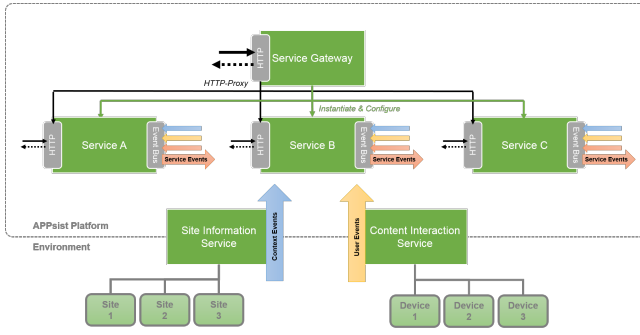 HTTP
Service Gateway
HTTP-Proxy
Instantiate & Configure
HTTP
Service A
Event Bus
Service Events
HTTP
Service B
Event Bus
Service Events
HTTP
Service C
Event Bus
Service Events
APPsist Platform
Environment
Site Information
Service
Context Events
User Events
Content Interaction
Service
Site
1
Site
2
Site
3
Device
1
Device
2
Device
3